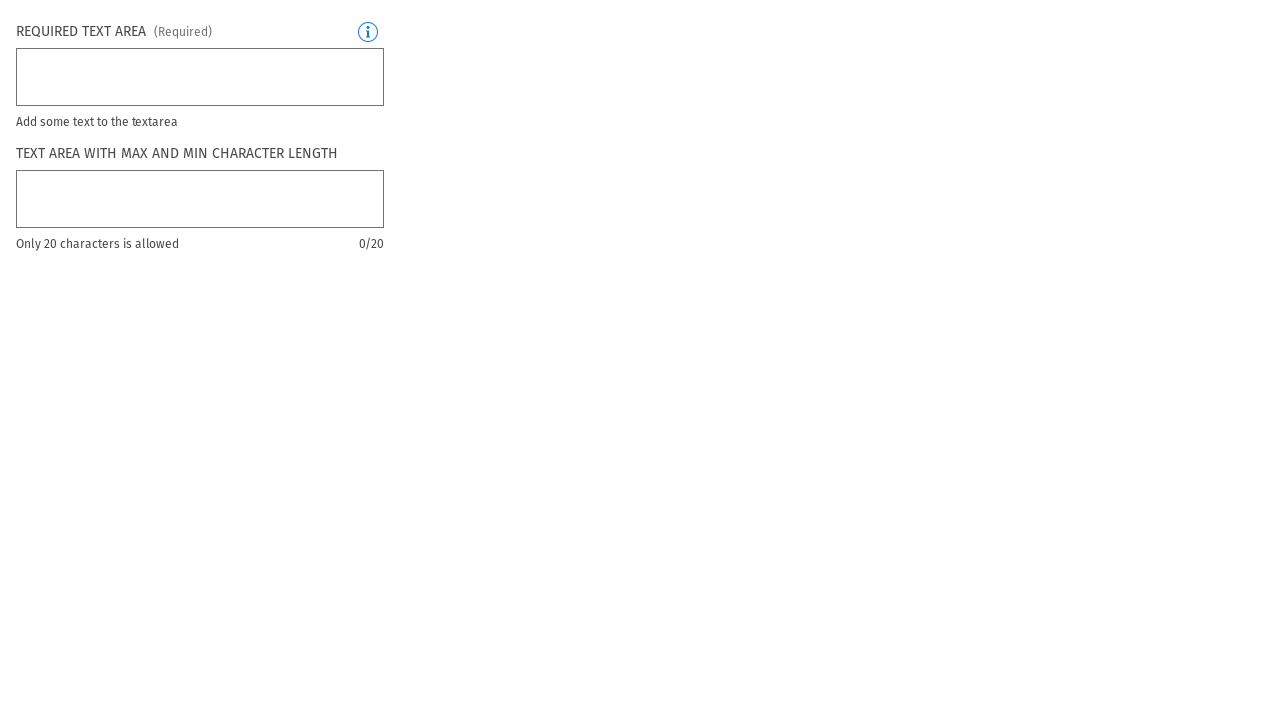 REQUIRED TEXT AREA (Required)
Add some text to the textarea
TEXT AREA WITH MAX AND MIN CHARACTER LENGTH
Only 20 characters is allowed 0/20